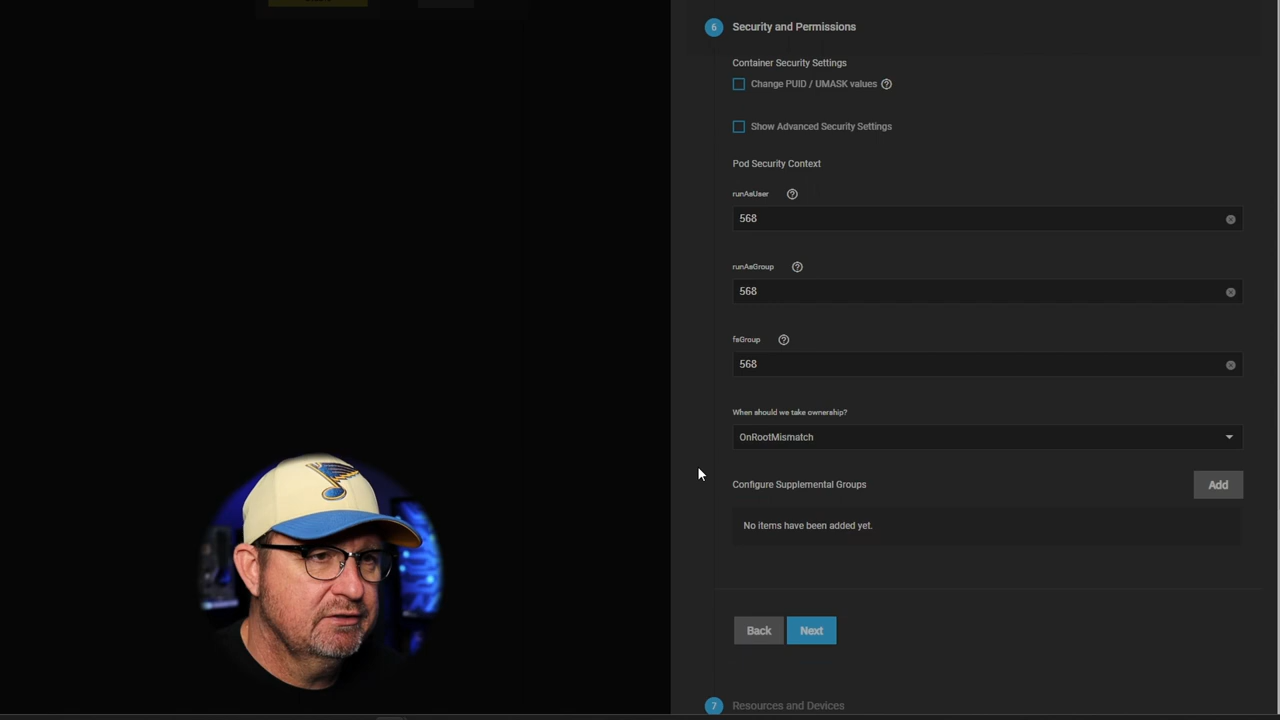 6 Security and Permissions
Container Security Settings
Change PUID / UMASK values
Show Advanced Security Settings
Pod Security Context
runAsUser
568
runAsGroup
568
fsGroup
568
When should we take ownership?
OnRootMismatch
Configure Supplemental Groups
Add
No items have been added yet.
Back Next
7 Resources and Devices